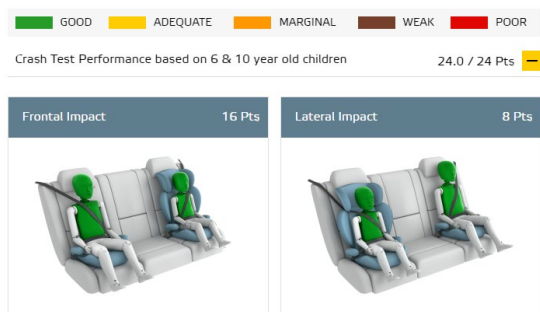 GOOD ADEQUATE MARGINAL WEAK POOR
Crash Test Performance based on 6 & 10 year old children 24.0 / 24 Pts
Frontal Impact 16 Pts
Lateral Impact 8 Pts